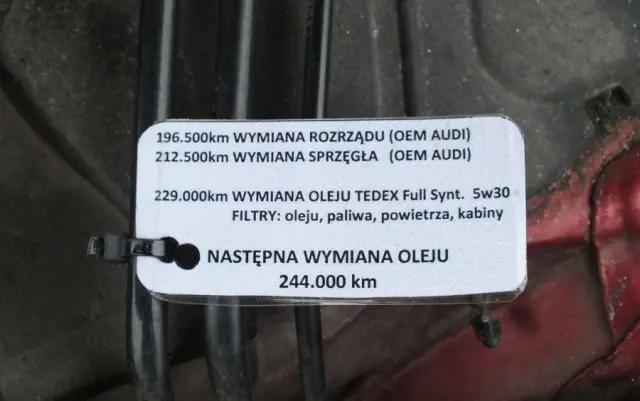 196.500km WYMIANA ROZRZĄDU (OEM AUDI)
212.500km WYMIANA SPRZĘGŁA (OEM AUDI)
229.000km WYMIANA OLEJU TEDEX Full Synt. 5w30
FILTRY: oleju, paliwa, powietrza, kabiny
NASTĘPNA WYMIANA OLEJU
244.000 km